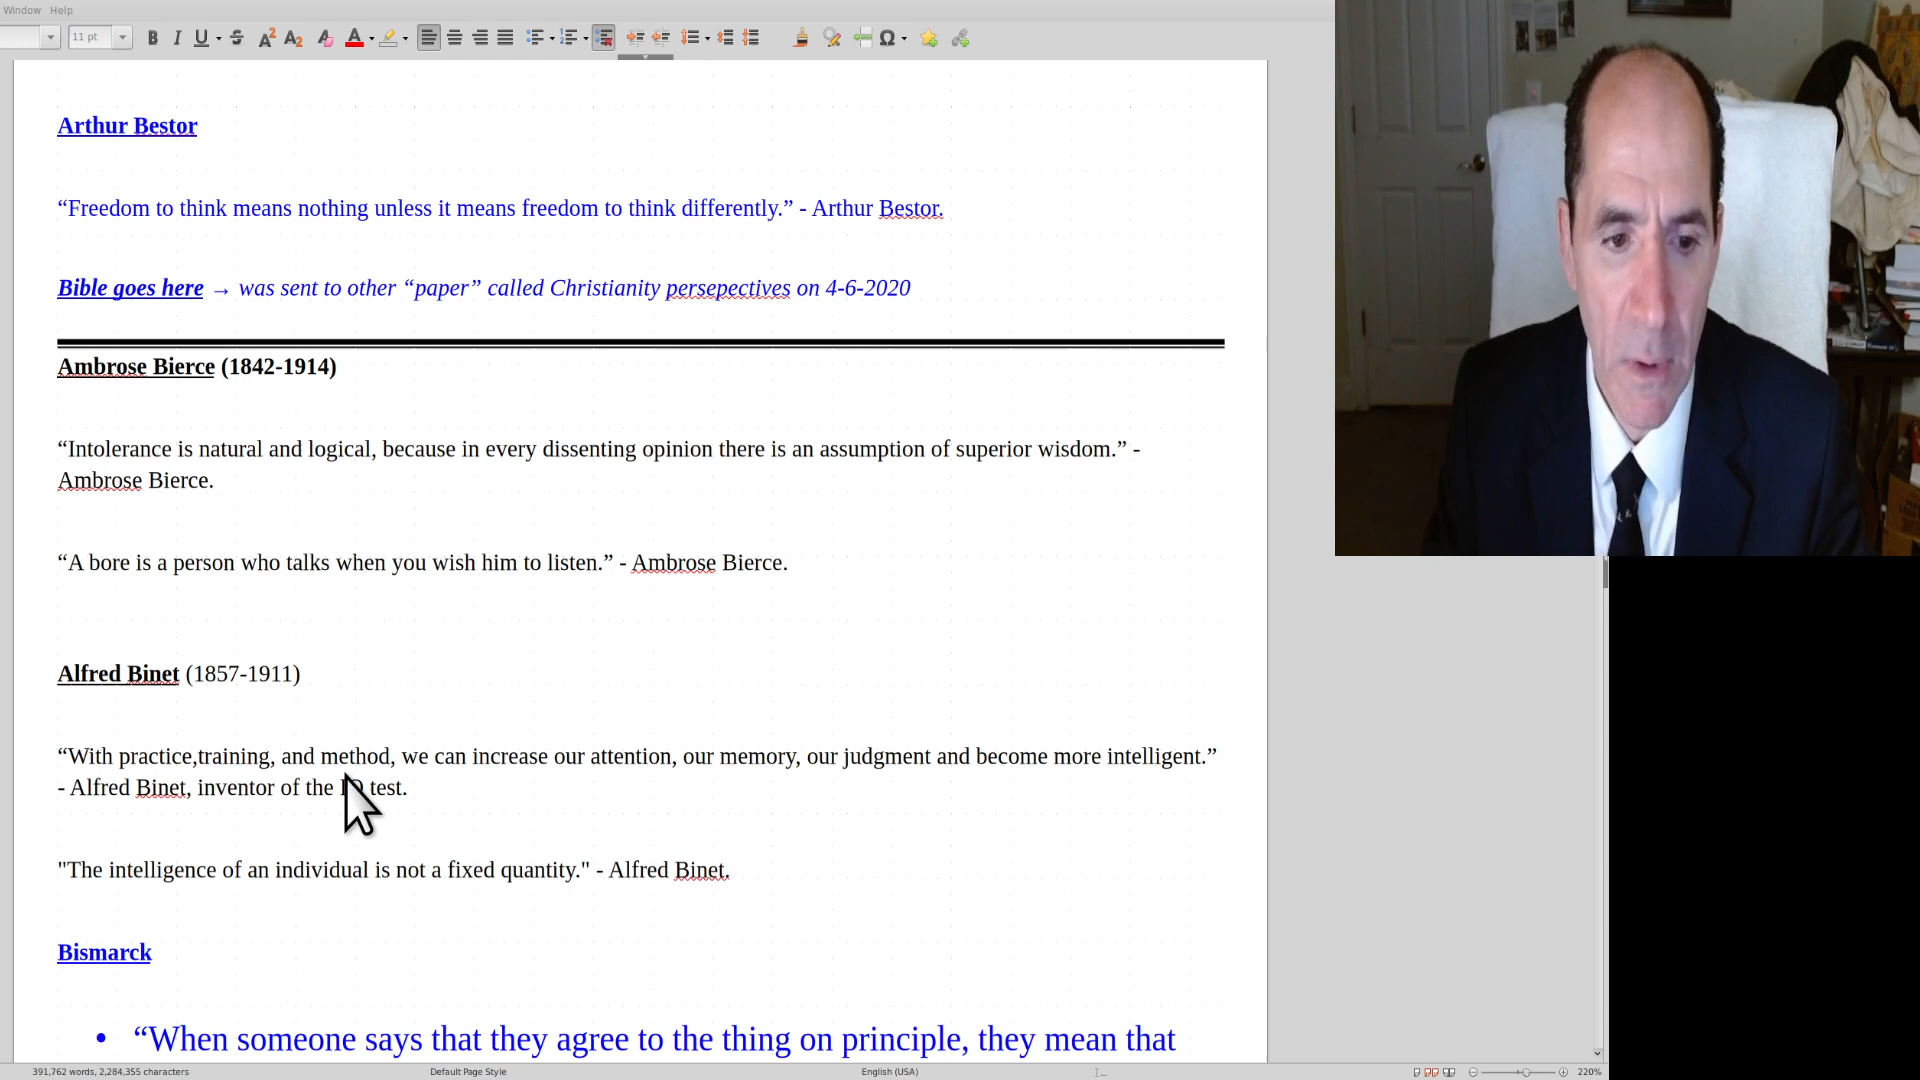 Window Help
11 pt
Arthur Bestor
“Freedom to think means nothing unless it means freedom to think differently.” - Arthur Bestor.
Bible goes here → was sent to other “paper” called Christianity persepectives on 4-6-2020
Ambrose Bierce (1842-1914)
“Intolerance is natural and logical, because in every dissenting opinion there is an assumption of superior wisdom.” -
Ambrose Bierce.
“A bore is a person who talks when you wish him to listen.” - Ambrose Bierce.
Alfred Binet (1857-1911)
“With practice,training, and method, we can increase our attention, our memory, our judgment and become more intelligent.”
- Alfred Binet, inventor of the IQ test.
"The intelligence of an individual is not a fixed quantity." - Alfred Binet.
Bismarck
• “When someone says that they agree to the thing on principle, they mean that
391,762 words, 2,284,355 characters Default Page Style English (USA) 220%